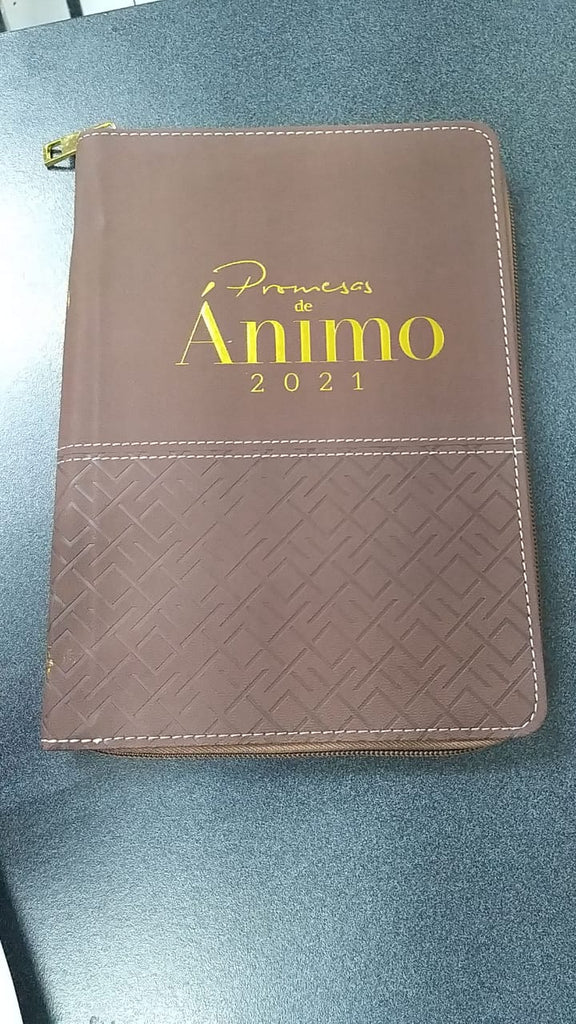 Promesas
de
Ánimo
2021